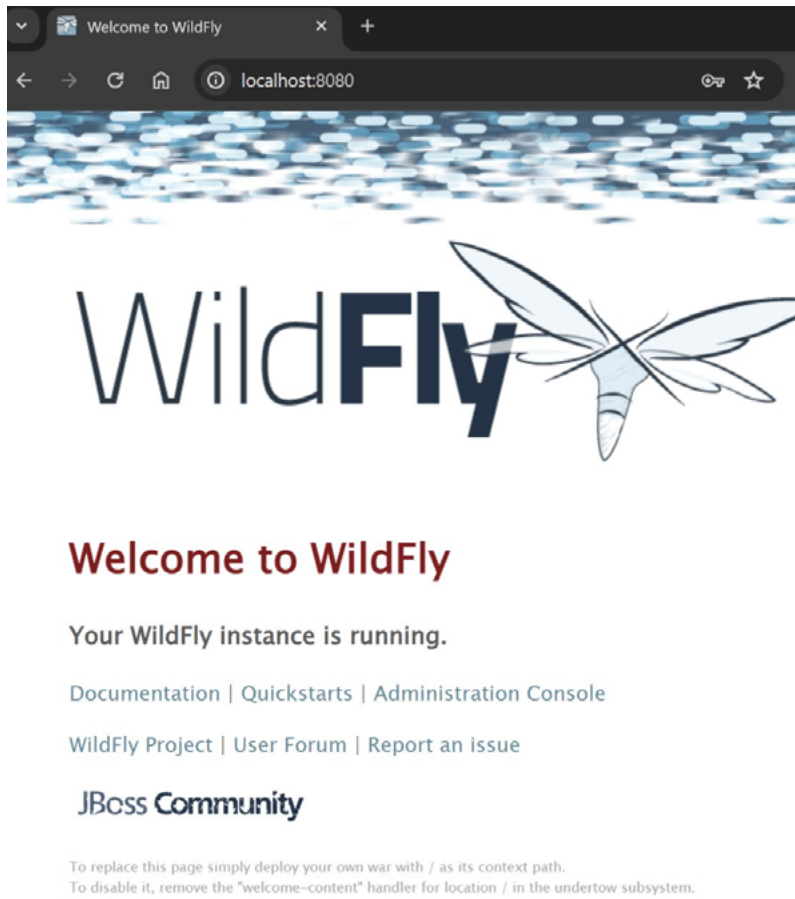 Welcome to WildFly
localhost:8080
WildFly
Welcome to WildFly
Your WildFly instance is running.
Documentation | Quickstarts | Administration Console
WildFly Project | User Forum | Report an issue
JBoss Community
To replace this page simply deploy your own war with / as its context path.
To disable it, remove the "welcome-content" handler for location / in the undertow subsystem.